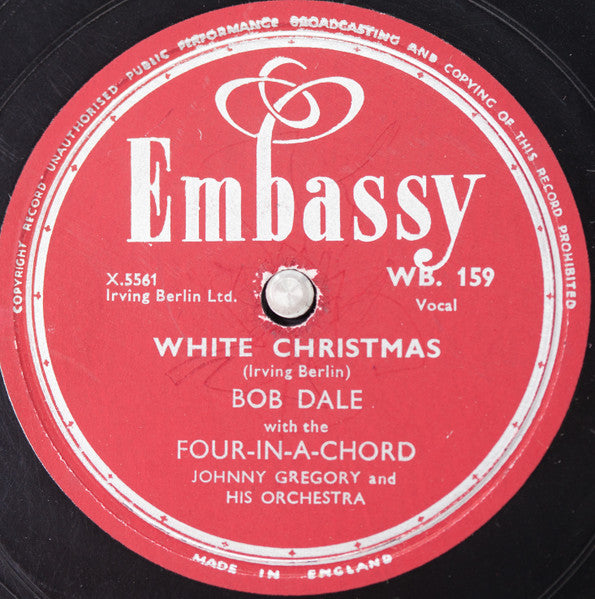 COPYRIGHT RECORD · UNAUTHORISED PUBLIC PERFORMANCE BROADCASTING AND COPYING OF THIS RECORD PROHIBITED
Embassy
X.5561
Irving Berlin Ltd.
WB. 159
Vocal
WHITE CHRISTMAS
(Irving Berlin)
BOB DALE
with the
FOUR-IN-A-CHORD
JOHNNY GREGORY and
HIS ORCHESTRA
MADE IN ENGLAND